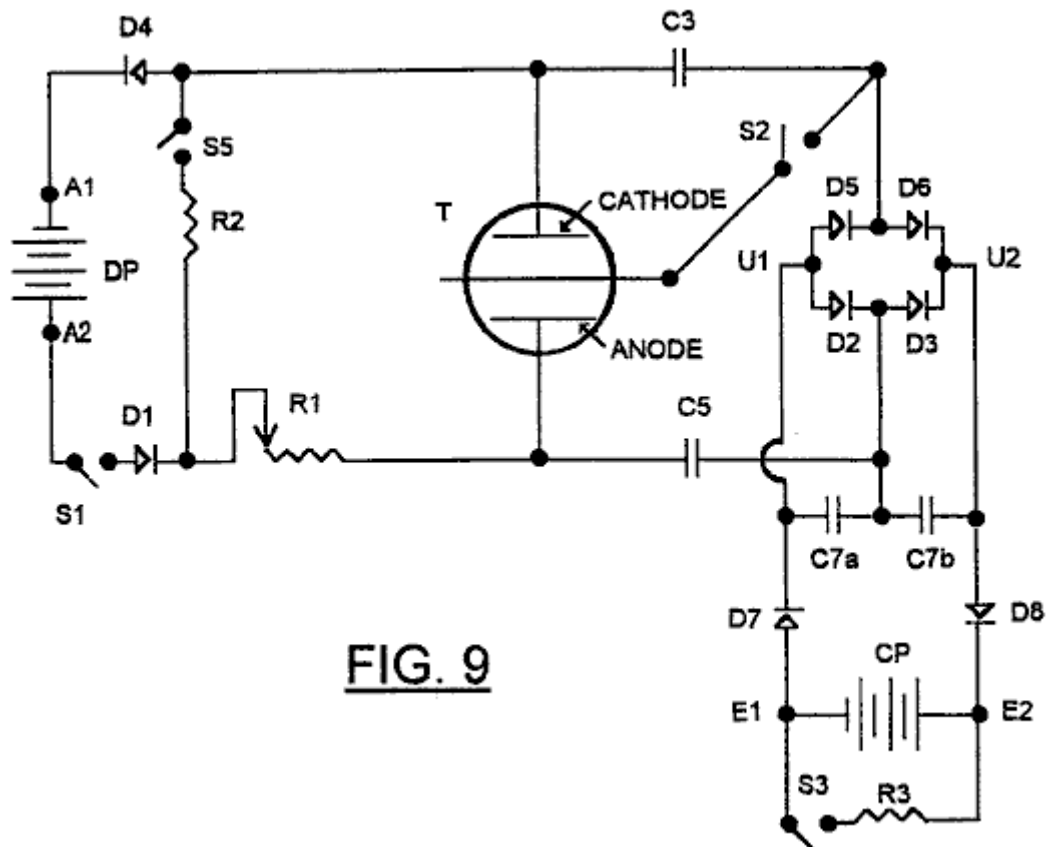 D4
C3
S5
S2
A1
R2
T
CATHODE
D5 D6
DP
U1
U2
A2
ANODE
D2 D3
D1
R1
C5
S1
C7a C7b
D7
D8
FIG. 9
CP
E1
E2
S3
R3